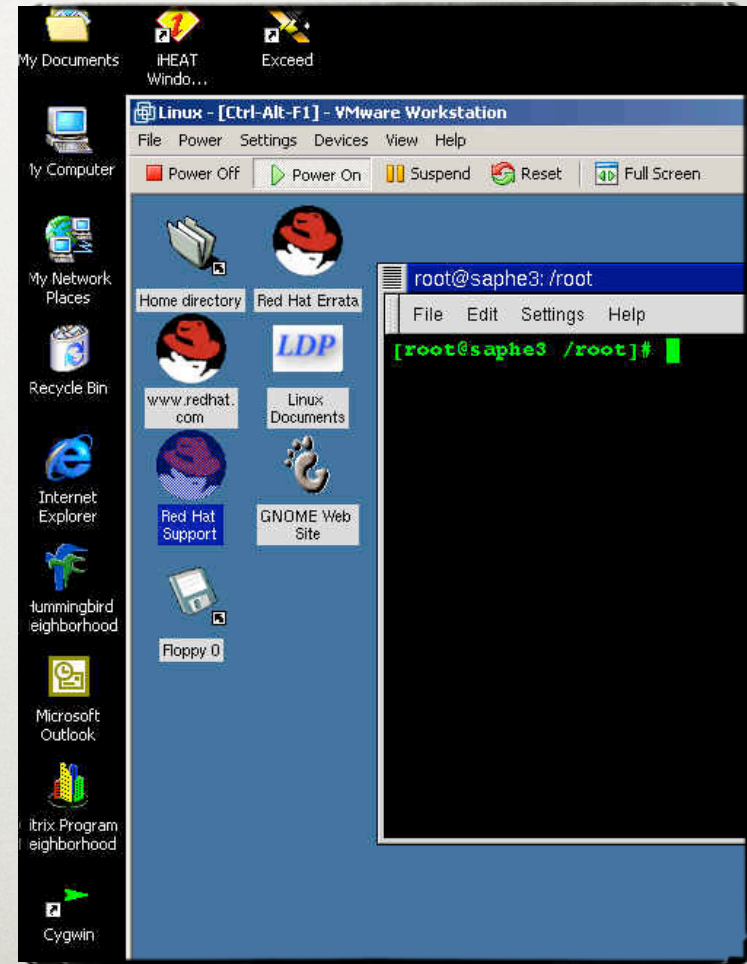 My Documents
iHEAT
Windo...
Exceed
Linux - [Ctrl-Alt-F1] - VMware Workstation
File Power Settings Devices View Help
Power Off Power On Suspend Reset Full Screen
ly Computer
My Network
Places
Recycle Bin
Internet
Explorer
Hummingbird
eighborhood
Microsoft
Outlook
itrix Program
eighborhood
Cygwin
Home directory
Red Hat Errata
www.redhat.
com
LDP
Linux
Documents
Red Hat
Support
GNOME Web
Site
Floppy 0
root@saphe3: /root
File Edit Settings Help
[root@saphe3 /root]#